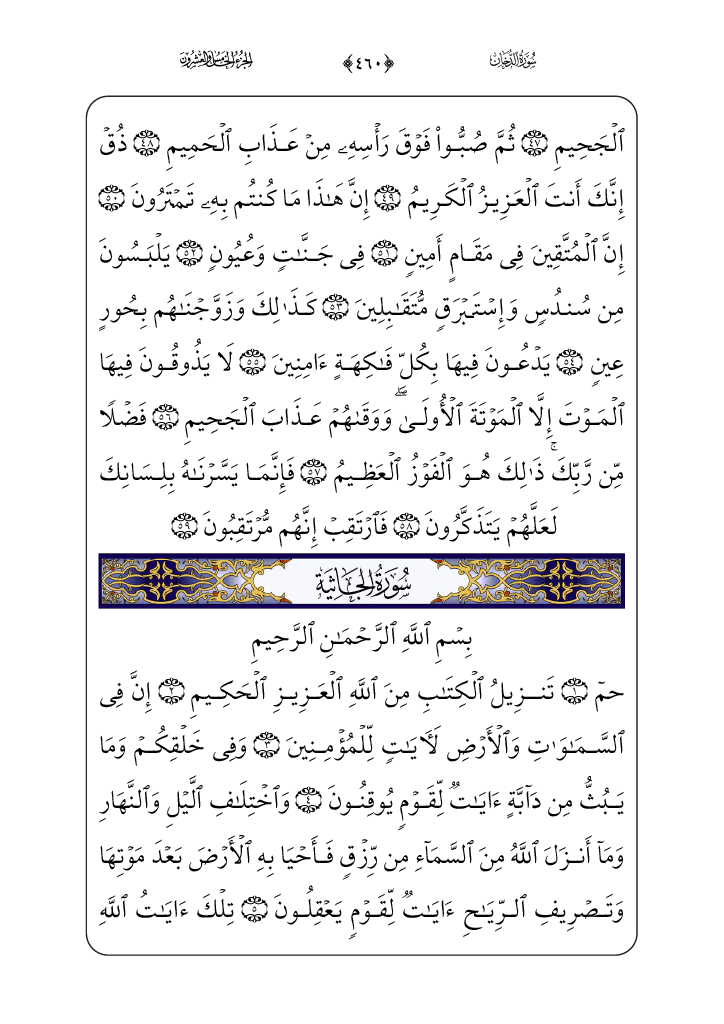 سُورَةُ الدُّخَانِ ﴿٤٦٠﴾ الجُزْءُ الخَامِسُ وَالعِشْرُونَ
ٱلْجَحِيمِ ۝٤٧ ثُمَّ صُبُّوا۟ فَوْقَ رَأْسِهِۦ مِنْ عَذَابِ ٱلْحَمِيمِ ۝٤٨ ذُقْ
إِنَّكَ أَنتَ ٱلْعَزِيزُ ٱلْكَرِيمُ ۝٤٩ إِنَّ هَـٰذَا مَا كُنتُم بِهِۦ تَمْتَرُونَ ۝٥٠
إِنَّ ٱلْمُتَّقِينَ فِى مَقَامٍ أَمِينٍ ۝٥١ فِى جَنَّـٰتٍ وَعُيُونٍ ۝٥٢ يَلْبَسُونَ
مِن سُندُسٍ وَإِسْتَبْرَقٍ مُّتَقَـٰبِلِينَ ۝٥٣ كَذَٰلِكَ وَزَوَّجْنَـٰهُم بِحُورٍ
عِينٍ ۝٥٤ يَدْعُونَ فِيهَا بِكُلِّ فَـٰكِهَةٍ ءَامِنِينَ ۝٥٥ لَا يَذُوقُونَ فِيهَا
ٱلْمَوْتَ إِلَّا ٱلْمَوْتَةَ ٱلْأُولَىٰ ۖ وَوَقَىٰهُمْ عَذَابَ ٱلْجَحِيمِ ۝٥٦ فَضْلًا
مِّن رَّبِّكَ ۚ ذَٰلِكَ هُوَ ٱلْفَوْزُ ٱلْعَظِيمُ ۝٥٧ فَإِنَّمَا يَسَّرْنَـٰهُ بِلِسَانِكَ
لَعَلَّهُمْ يَتَذَكَّرُونَ ۝٥٨ فَٱرْتَقِبْ إِنَّهُم مُّرْتَقِبُونَ ۝٥٩
سُورَةُ الجَاثِيَةِ
بِسْمِ ٱللَّهِ ٱلرَّحْمَـٰنِ ٱلرَّحِيمِ
حمٓ ۝١ تَنزِيلُ ٱلْكِتَـٰبِ مِنَ ٱللَّهِ ٱلْعَزِيزِ ٱلْحَكِيمِ ۝٢ إِنَّ فِى
ٱلسَّمَـٰوَٰتِ وَٱلْأَرْضِ لَـَٔايَـٰتٍ لِّلْمُؤْمِنِينَ ۝٣ وَفِى خَلْقِكُمْ وَمَا
يَبُثُّ مِن دَآبَّةٍ ءَايَـٰتٌ لِّقَوْمٍ يُوقِنُونَ ۝٤ وَٱخْتِلَـٰفِ ٱلَّيْلِ وَٱلنَّهَارِ
وَمَآ أَنزَلَ ٱللَّهُ مِنَ ٱلسَّمَآءِ مِن رِّزْقٍ فَأَحْيَا بِهِ ٱلْأَرْضَ بَعْدَ مَوْتِهَا
وَتَصْرِيفِ ٱلرِّيَـٰحِ ءَايَـٰتٌ لِّقَوْمٍ يَعْقِلُونَ ۝٥ تِلْكَ ءَايَـٰتُ ٱللَّهِ